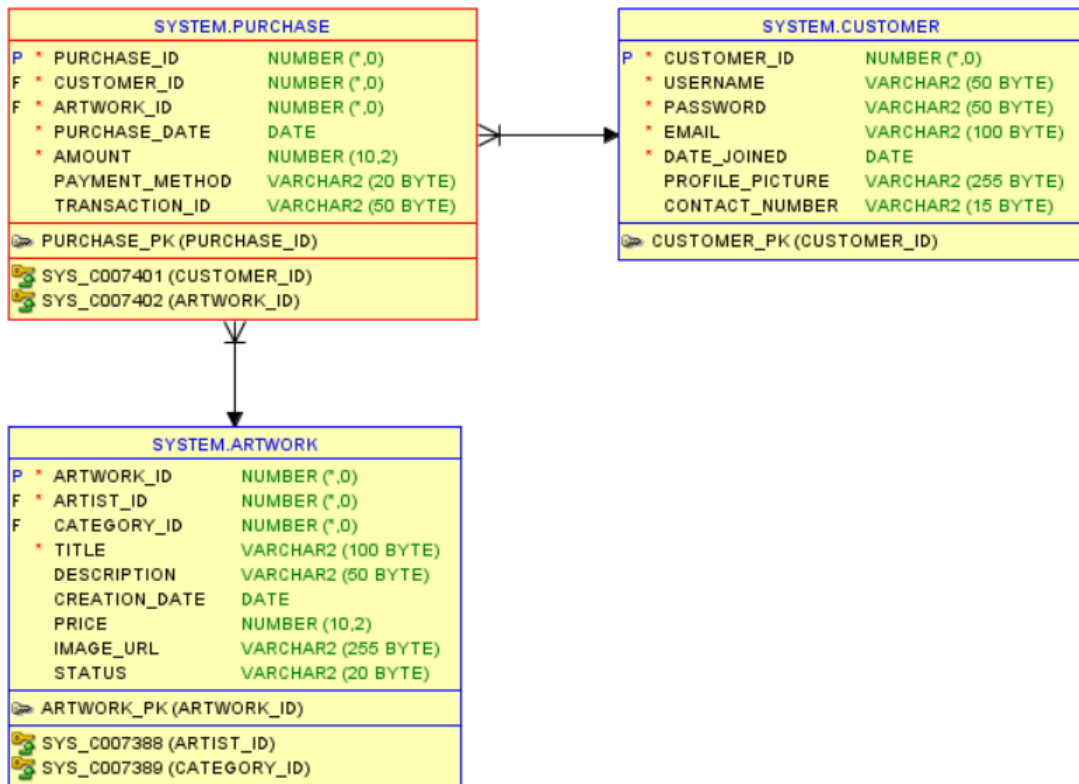 SYSTEM.PURCHASE
P * PURCHASE_ID NUMBER (*,0)
F * CUSTOMER_ID NUMBER (*,0)
F * ARTWORK_ID NUMBER (*,0)
* PURCHASE_DATE DATE
* AMOUNT NUMBER (10,2)
PAYMENT_METHOD VARCHAR2 (20 BYTE)
TRANSACTION_ID VARCHAR2 (50 BYTE)
PURCHASE_PK (PURCHASE_ID)
SYS_C007401 (CUSTOMER_ID)
SYS_C007402 (ARTWORK_ID)
SYSTEM.CUSTOMER
P * CUSTOMER_ID NUMBER (*,0)
* USERNAME VARCHAR2 (50 BYTE)
* PASSWORD VARCHAR2 (50 BYTE)
* EMAIL VARCHAR2 (100 BYTE)
* DATE_JOINED DATE
PROFILE_PICTURE VARCHAR2 (255 BYTE)
CONTACT_NUMBER VARCHAR2 (15 BYTE)
CUSTOMER_PK (CUSTOMER_ID)
SYSTEM.ARTWORK
P * ARTWORK_ID NUMBER (*,0)
F * ARTIST_ID NUMBER (*,0)
F CATEGORY_ID NUMBER (*,0)
* TITLE VARCHAR2 (100 BYTE)
DESCRIPTION VARCHAR2 (50 BYTE)
CREATION_DATE DATE
PRICE NUMBER (10,2)
IMAGE_URL VARCHAR2 (255 BYTE)
STATUS VARCHAR2 (20 BYTE)
ARTWORK_PK (ARTWORK_ID)
SYS_C007388 (ARTIST_ID)
SYS_C007389 (CATEGORY_ID)